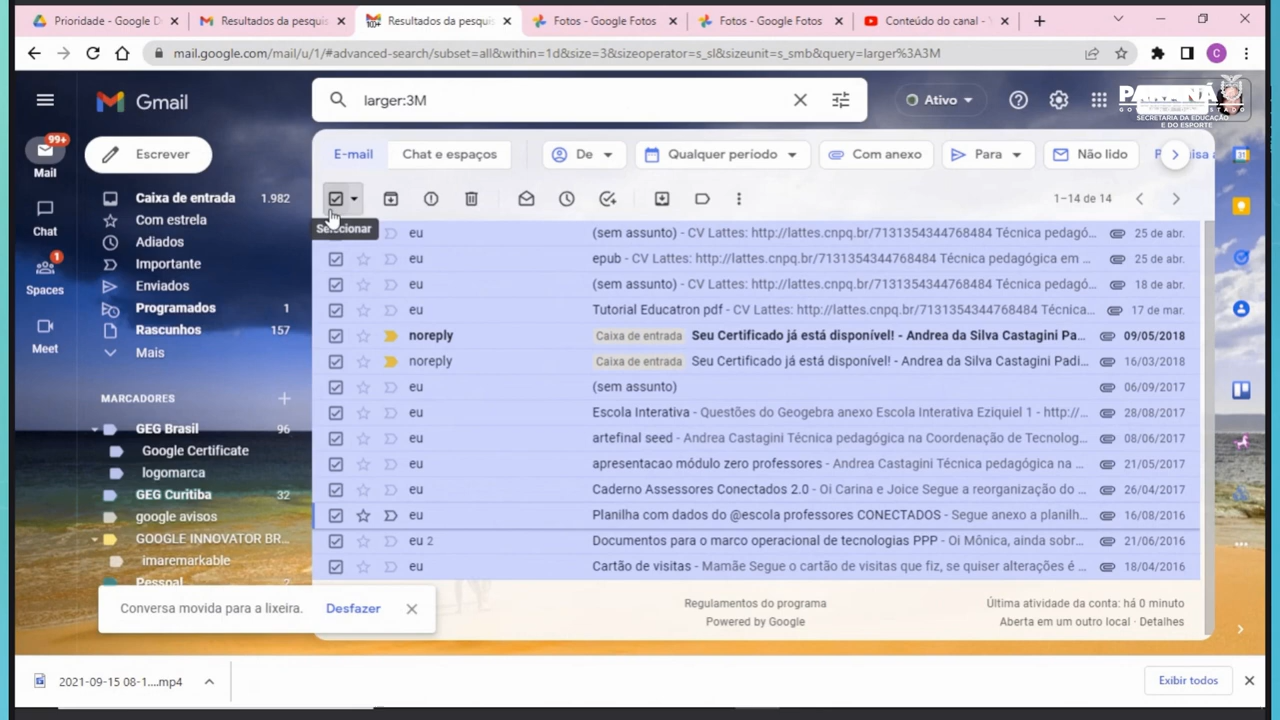 Prioridade - Google D
Resultados da pesquis
100+
Resultados da pesquis
Fotos - Google Fotos
Fotos - Google Fotos
Conteúdo do canal - Y
mail.google.com/mail/u/1/#advanced-search/subset=all&within=1d&size=3&sizeoperator=s_sl&sizeunit=s_smb&query=larger%3A3M
C
Gmail
larger:3M
Ativo
PARANÁ
GOVERNO DO ESTADO
SECRETARIA DA EDUCAÇÃO
E DO ESPORTE
99+
Mail
Chat
1
Spaces
Meet
Escrever
Caixa de entrada 1.982
Com estrela
Adiados
Importante
Enviados
Programados 1
Rascunhos 157
Mais
MARCADORES
GEG Brasil 96
Google Certificate
logomarca
GEG Curitiba 32
google avisos
GOOGLE INNOVATOR BR...
imaremarkable
Pessoal 2
E-mail
Chat e espaços
De
Qualquer período
Com anexo
Para
Não lido
1–14 de 14
Selecionar
eu (sem assunto) - CV Lattes: http://lattes.cnpq.br/7131354344768484 Técnica pedagó... 25 de abr.
eu epub - CV Lattes: http://lattes.cnpq.br/7131354344768484 Técnica pedagógica em ... 25 de abr.
eu (sem assunto) - CV Lattes: http://lattes.cnpq.br/7131354344768484 Técnica pedagó... 18 de abr.
eu Tutorial Educatron pdf - CV Lattes: http://lattes.cnpq.br/7131354344768484 Técnica... 17 de mar.
noreply Caixa de entrada Seu Certificado já está disponível! - Andrea da Silva Castagini Pa... 09/05/2018
noreply Caixa de entrada Seu Certificado já está disponível! - Andrea da Silva Castagini Padi... 16/03/2018
eu (sem assunto) 06/09/2017
eu Escola Interativa - Questões do Geogebra anexo Escola Interativa Eziquiel 1 - http://... 28/08/2017
eu artefinal seed - Andrea Castagini Técnica pedagógica na Coordenação de Tecnolog... 08/06/2017
eu apresentacao módulo zero professores - Andrea Castagini Técnica pedagógica na ... 21/05/2017
eu Caderno Assessores Conectados 2.0 - Oi Carina e Joice Segue a reorganização do ... 26/04/2017
eu Planilha com dados do @escola professores CONECTADOS - Segue anexo a planilh... 16/08/2016
eu 2 Documentos para o marco operacional de tecnologias PPP - Oi Mônica, ainda sobr... 21/06/2016
eu Cartão de visitas - Mamãe Segue o cartão de visitas que fiz, se quiser alterações é ... 18/04/2016
Conversa movida para a lixeira. Desfazer
Regulamentos do programa
Powered by Google
Última atividade da conta: há 0 minuto
Aberta em um outro local · Detalhes
2021-09-15 08-1....mp4
Exibir todos